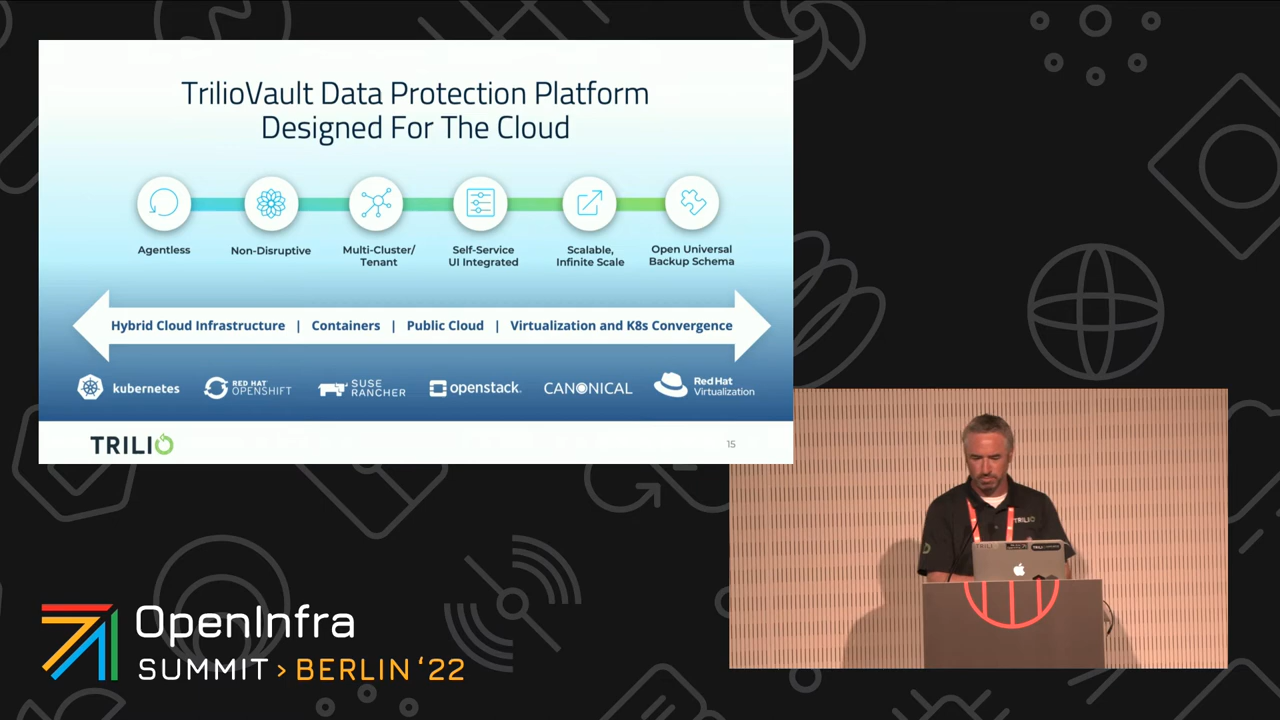 TrilioVault Data Protection Platform
Designed For The Cloud
Agentless
Non-Disruptive
Multi-Cluster/
Tenant
Self-Service
UI Integrated
Scalable,
Infinite Scale
Open Universal
Backup Schema
Hybrid Cloud Infrastructure | Containers | Public Cloud | Virtualization and K8s Convergence
kubernetes
RED HAT
OPENSHIFT
SUSE
RANCHER
openstack.
CANONICAL
Red Hat
Virtualization
TRILIO
15
TRILIO
OpenInfra
SUMMIT > BERLIN ‘22